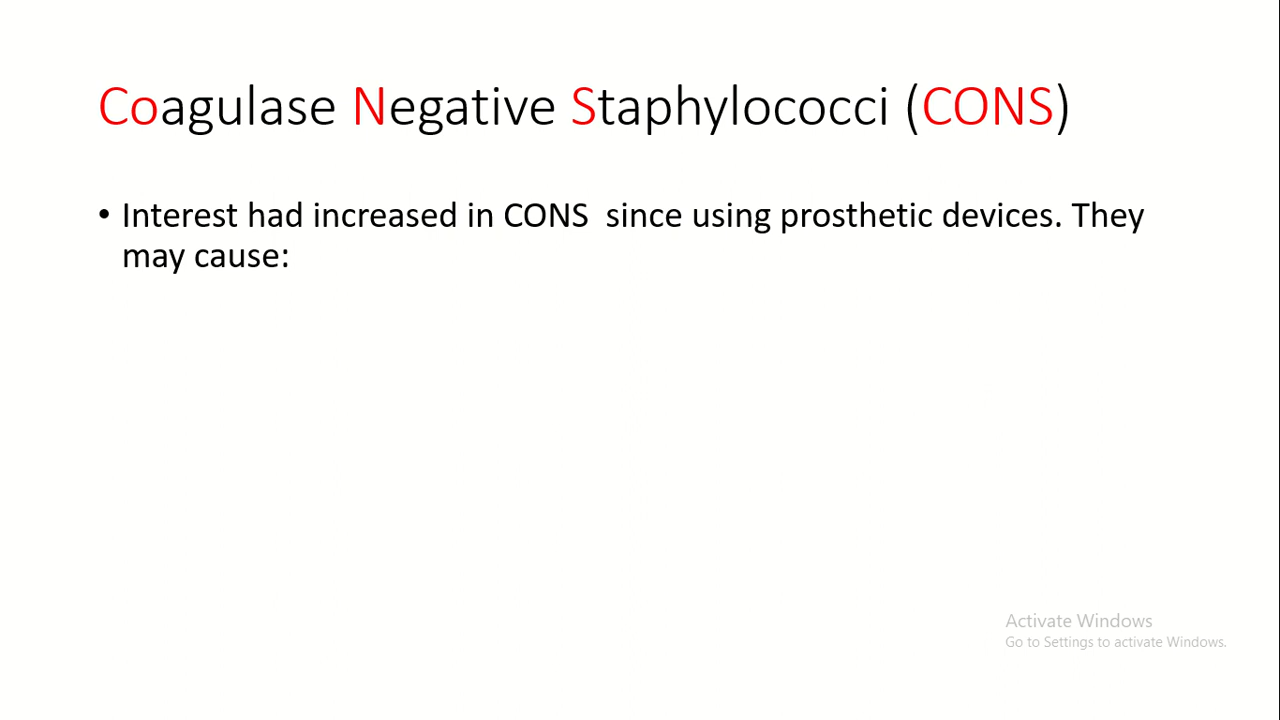 Coagulase Negative Staphylococci (CONS)
• Interest had increased in CONS  since using prosthetic devices. They
may cause:
Activate Windows
Go to Settings to activate Windows.